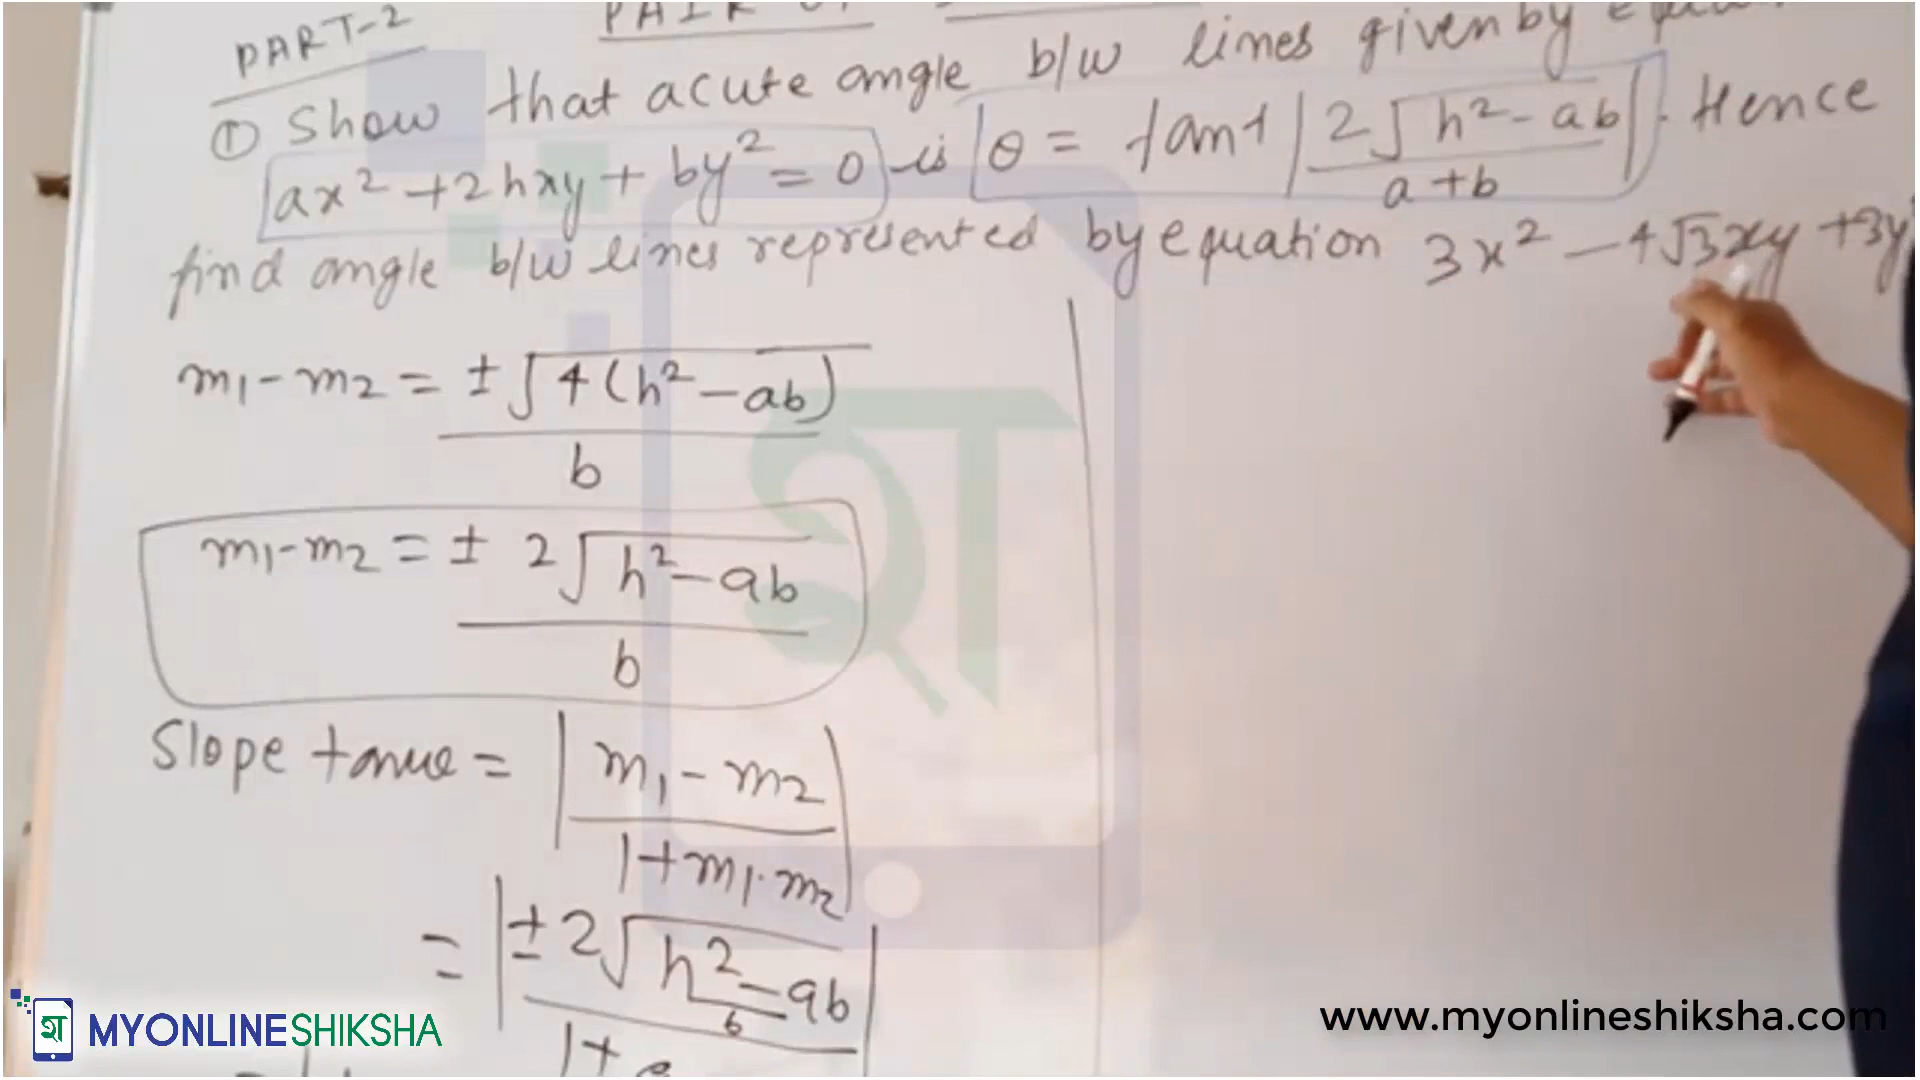 PART-2
PAIR
① Show that acute angle b/w lines given by
ax² + 2hxy + by² = 0 is θ = tan-1 |2√h²-ab / a+b|. Hence
find angle b/w lines represented by equation 3x² - 4√3xy + 3y
m1-m2 = ± √4(h²-ab) / b
m1-m2 = ± 2√h²-ab / b
Slope = |m1-m2 / 1+m1.m2|
= |± 2√h²-ab / b
1+
MYONLINESHIKSHA
www.myonlineshiksha.com